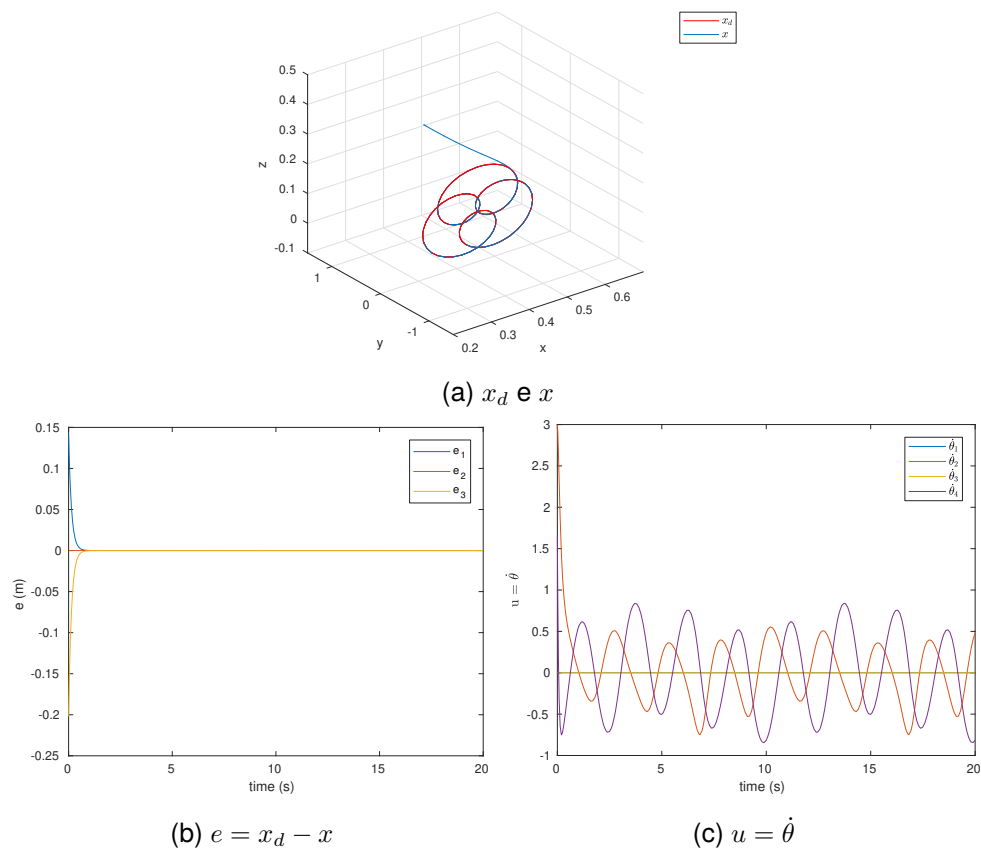 x_d
x
0.5
0.4
0.3
0.2
0.1
0
-0.1
z
1
0
-1
y
0.2
0.3
0.4
0.5
0.6
x
(a) x_d e x
0.15
0.1
0.05
0
-0.05
-0.1
-0.15
-0.2
-0.25
e (m)
e_1
e_2
e_3
0 5 10 15 20
time (s)
(b) e = x_d − x
3
2.5
2
1.5
1
0.5
0
-0.5
-1
u = θ̇
θ̇_1
θ̇_2
θ̇_3
θ̇_4
0 5 10 15 20
time (s)
(c) u = θ̇